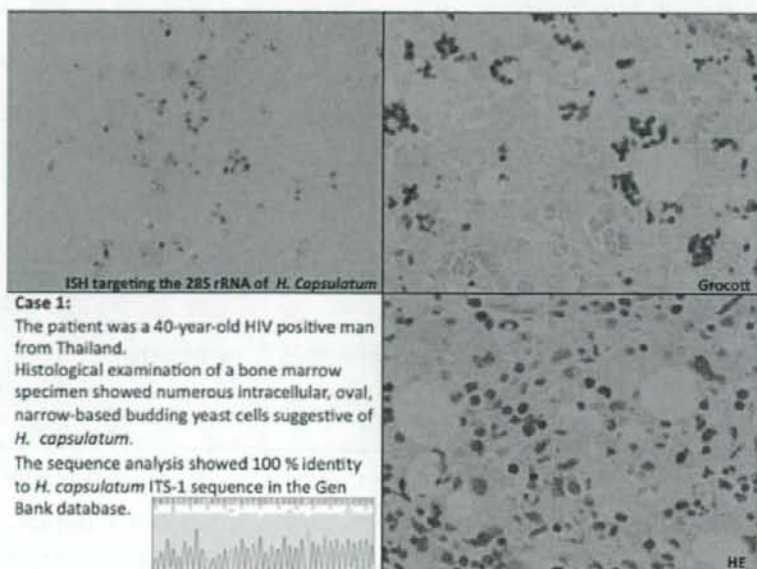 ISH targeting the 28S rRNA of H. Capsulatum
Grocott
Case 1:
The patient was a 40-year-old HIV positive man
from Thailand.
Histological examination of a bone marrow
specimen showed numerous intracellular, oval,
narrow-based budding yeast cells suggestive of
H. capsulatum.
The sequence analysis showed 100 % identity
to H. capsulatum ITS-1 sequence in the Gen
Bank database.
HE